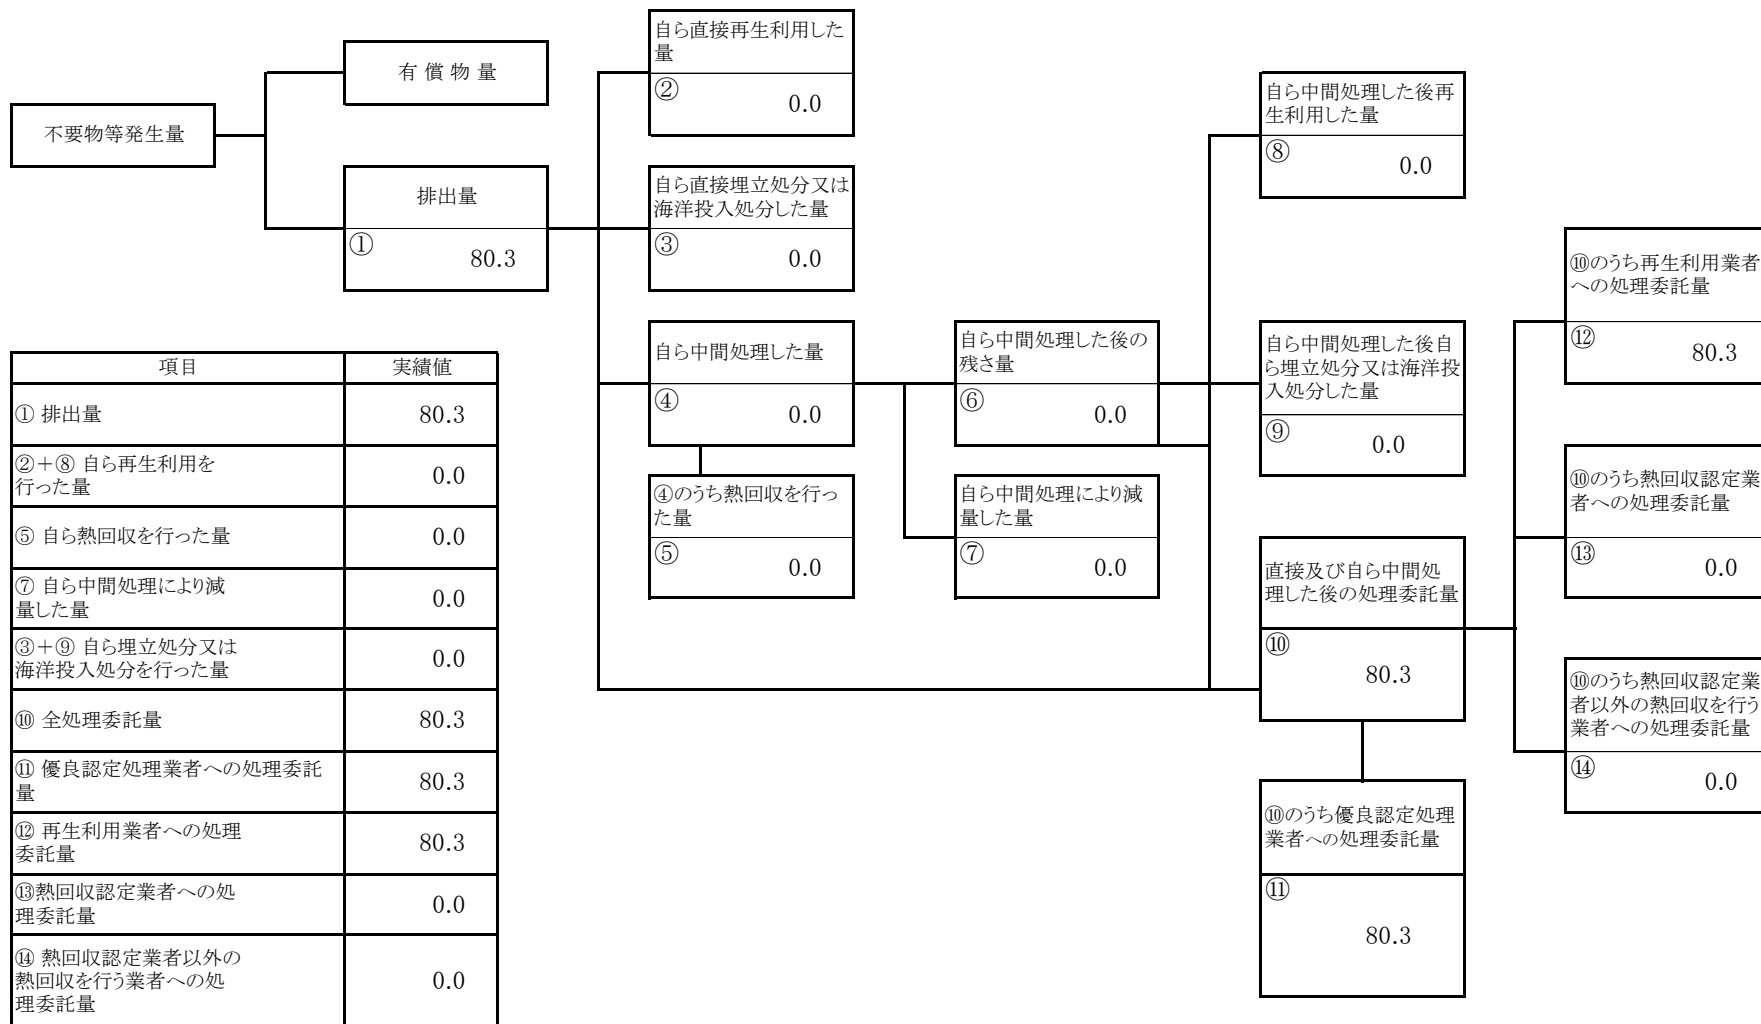 不要物等発生量
有 償 物 量
排出量
①
80.3
自ら直接再生利用した
量
②
0.0
自ら直接埋立処分又は
海洋投入処分した量
③
0.0
自ら中間処理した量
④
0.0
④のうち熱回収を行っ
た量
⑤
0.0
自ら中間処理した後の
残さ量
⑥
0.0
自ら中間処理により減
量した量
⑦
0.0
自ら中間処理した後再
生利用した量
⑧
0.0
自ら中間処理した後自
ら埋立処分又は海洋投
入処分した量
⑨
0.0
直接及び自ら中間処
理した後の処理委託量
⑩
80.3
⑩のうち優良認定処理
業者への処理委託量
⑪
80.3
⑩のうち再生利用業者
への処理委託量
⑫
80.3
⑩のうち熱回収認定業
者への処理委託量
⑬
0.0
⑩のうち熱回収認定業
者以外の熱回収を行う
業者への処理委託量
⑭
0.0
項目 実績値
① 排出量 80.3
②＋⑧ 自ら再生利用を
行った量 0.0
⑤ 自ら熱回収を行った量 0.0
⑦ 自ら中間処理により減
量した量 0.0
③＋⑨ 自ら埋立処分又は
海洋投入処分を行った量 0.0
⑩ 全処理委託量 80.3
⑪ 優良認定処理業者への処理委託
量 80.3
⑫ 再生利用業者への処理
委託量 80.3
⑬熱回収認定業者への処
理委託量 0.0
⑭ 熱回収認定業者以外の
熱回収を行う業者への処
理委託量 0.0